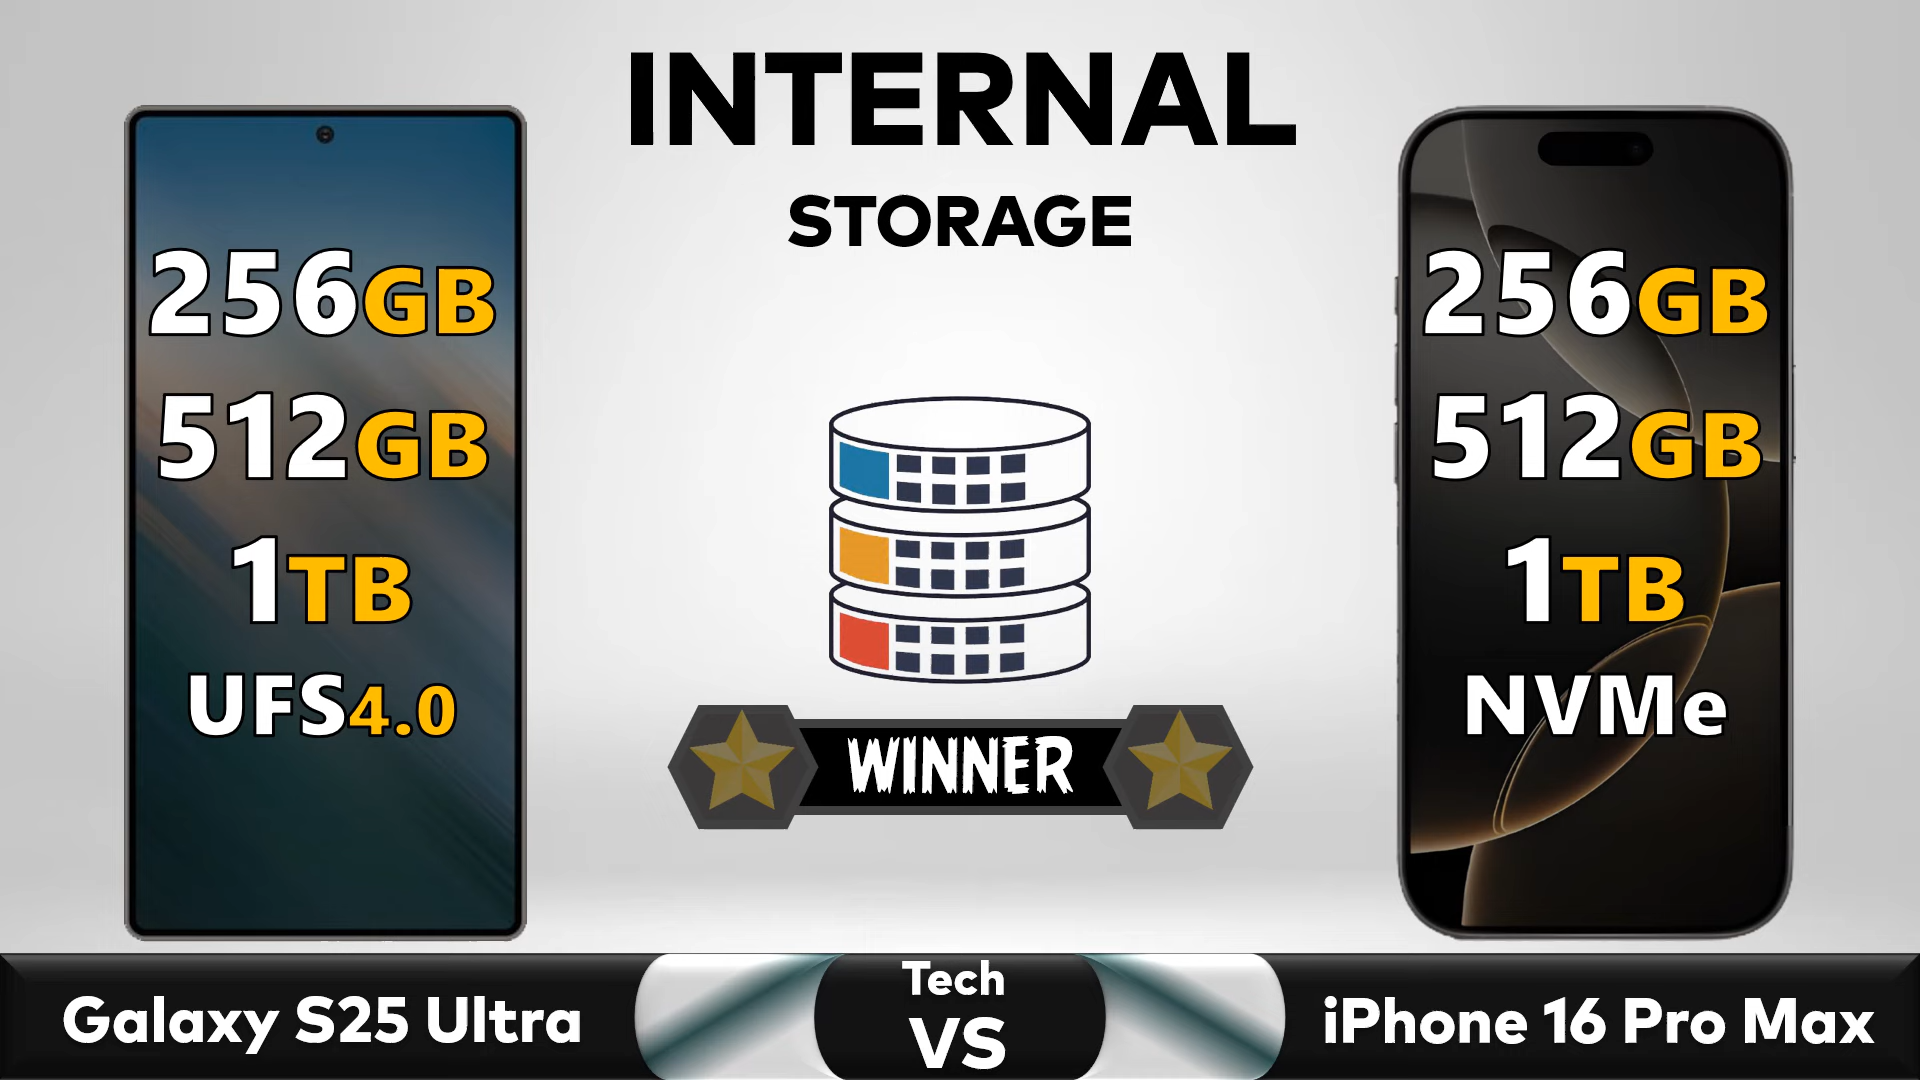 INTERNAL
STORAGE
256GB
512GB
1TB
UFS4.0
256GB
512GB
1TB
NVMe
WINNER
Galaxy S25 Ultra
Tech
VS
iPhone 16 Pro Max